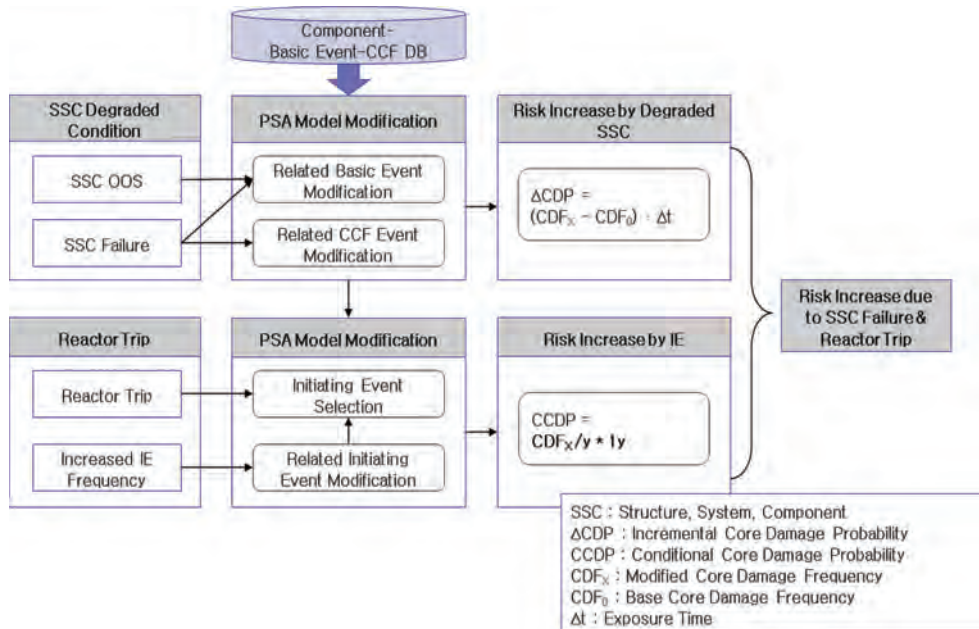 Component-
Basic Event-CCF DB
SSC Degraded
Condition
SSC OOS
SSC Failure
PSA Model Modification
Related Basic Event
Modification
Related CCF Event
Modification
Risk Increase by Degraded
SSC
ΔCDP =
(CDFₓ - CDF₀) · Δt
Reactor Trip
Reactor Trip
Increased IE
Frequency
PSA Model Modification
Initiating Event
Selection
Related Initiating
Event Modification
Risk Increase by IE
CCDP =
CDFₓ/y * 1y
Risk Increase due
to SSC Failure &
Reactor Trip
SSC : Structure, System, Component
ΔCDP : Incremental Core Damage Probability
CCDP : Conditional Core Damage Probability
CDFₓ : Modified Core Damage Frequency
CDF₀ : Base Core Damage Frequency
Δt : Exposure Time